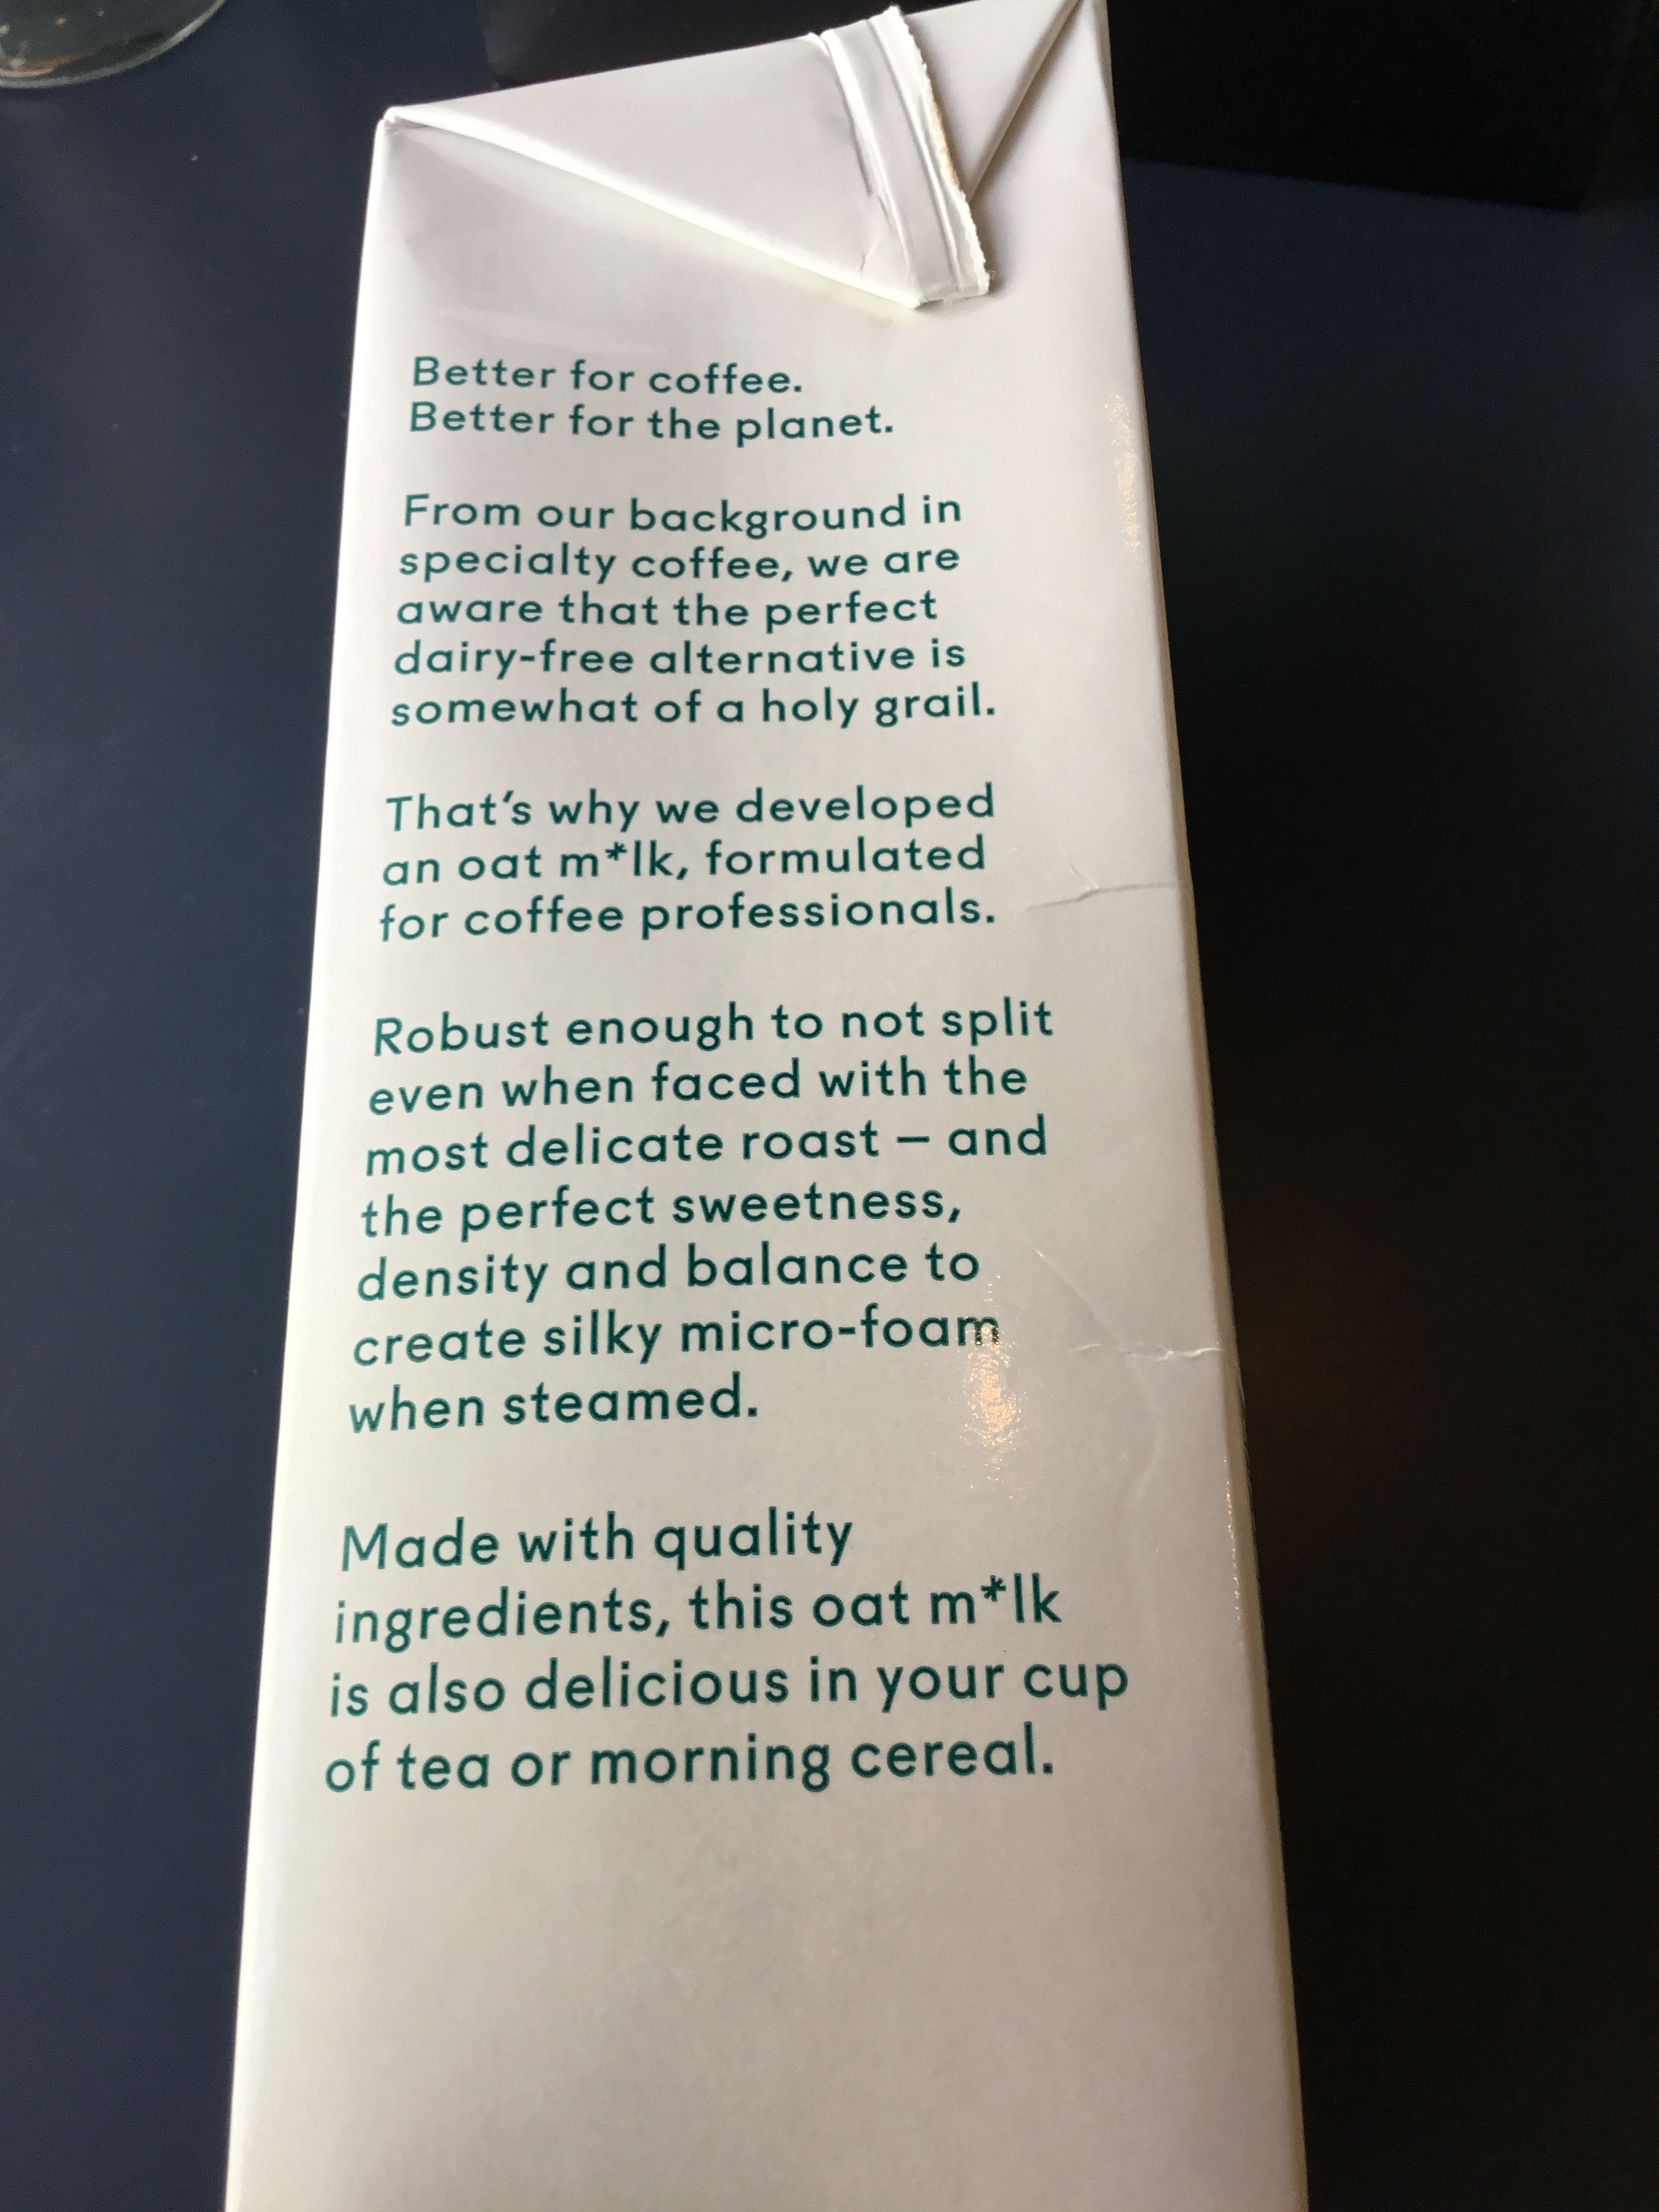 Better for coffee.
Better for the planet.
From our background in
specialty coffee, we are
aware that the perfect
dairy-free alternative is
somewhat of a holy grail.
That's why we developed
an oat m*lk, formulated
for coffee professionals.
Robust enough to not split
even when faced with the
most delicate roast – and
the perfect sweetness,
density and balance to
create silky micro-foam
when steamed.
Made with quality
ingredients, this oat m*lk
is also delicious in your cup
of tea or morning cereal.